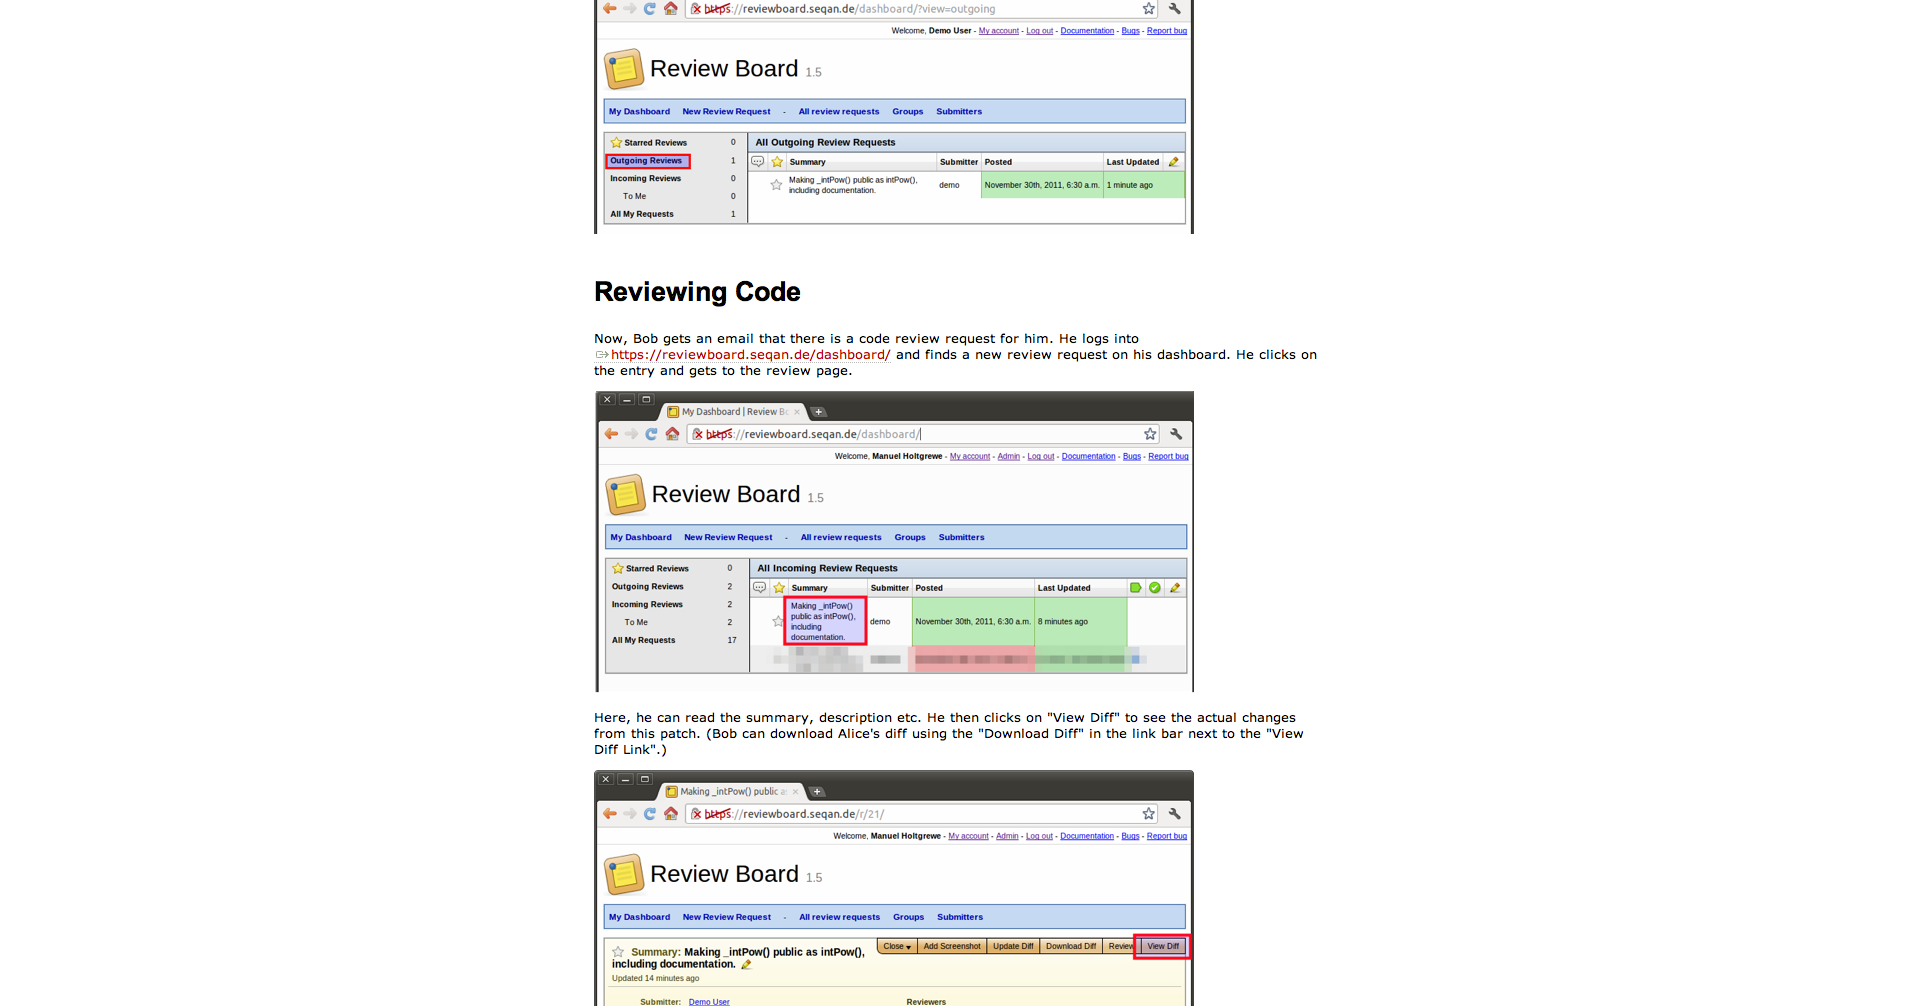 https://reviewboard.seqan.de/dashboard/?view=outgoing
Welcome, Demo User - My account - Log out - Documentation - Bugs - Report bug
Review Board 1.5
My Dashboard New Review Request - All review requests Groups Submitters
Starred Reviews 0
Outgoing Reviews 1
Incoming Reviews 0
To Me 0
All My Requests 1
All Outgoing Review Requests
Summary Submitter Posted Last Updated
Making _intPow() public as intPow(),
including documentation.
demo November 30th, 2011, 6:30 a.m. 1 minute ago
Reviewing Code
Now, Bob gets an email that there is a code review request for him. He logs into
https://reviewboard.seqan.de/dashboard/ and finds a new review request on his dashboard. He clicks on
the entry and gets to the review page.
My Dashboard | Review Bo
https://reviewboard.seqan.de/dashboard/
Welcome, Manuel Holtgrewe - My account - Admin - Log out - Documentation - Bugs - Report bug
Review Board 1.5
My Dashboard New Review Request - All review requests Groups Submitters
Starred Reviews 0
Outgoing Reviews 2
Incoming Reviews 2
To Me 2
All My Requests 17
All Incoming Review Requests
Summary Submitter Posted Last Updated
Making _intPow()
public as intPow(),
including
documentation.
demo November 30th, 2011, 6:30 a.m. 8 minutes ago
Here, he can read the summary, description etc. He then clicks on "View Diff" to see the actual changes
from this patch. (Bob can download Alice's diff using the "Download Diff" in the link bar next to the "View
Diff Link".)
Making _intPow() public as
https://reviewboard.seqan.de/r/21/
Welcome, Manuel Holtgrewe - My account - Admin - Log out - Documentation - Bugs - Report bug
Review Board 1.5
My Dashboard New Review Request - All review requests Groups Submitters
Close Add Screenshot Update Diff Download Diff Review View Diff
Summary: Making _intPow() public as intPow(),
including documentation.
Updated 14 minutes ago
Submitter: Demo User Reviewers